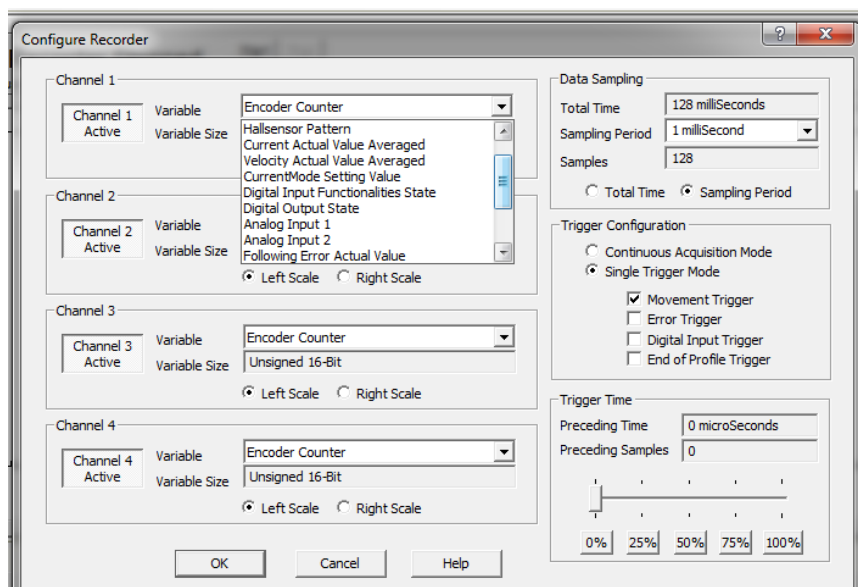 Configure Recorder
?
X
Channel 1
Channel 1
Active
Variable
Encoder Counter
Variable Size
Hallsensor Pattern
Current Actual Value Averaged
Velocity Actual Value Averaged
CurrentMode Setting Value
Digital Input Functionalities State
Digital Output State
Analog Input 1
Analog Input 2
Following Error Actual Value
Channel 2
Channel 2
Active
Variable
Variable Size
Left Scale
Right Scale
Channel 3
Channel 3
Active
Variable
Encoder Counter
Variable Size
Unsigned 16-Bit
Left Scale
Right Scale
Channel 4
Channel 4
Active
Variable
Encoder Counter
Variable Size
Unsigned 16-Bit
Left Scale
Right Scale
Data Sampling
Total Time
128 milliSeconds
Sampling Period
1 milliSecond
Samples
128
Total Time
Sampling Period
Trigger Configuration
Continuous Acquisition Mode
Single Trigger Mode
Movement Trigger
Error Trigger
Digital Input Trigger
End of Profile Trigger
Trigger Time
Preceding Time
0 microSeconds
Preceding Samples
0
0%
25%
50%
75%
100%
OK
Cancel
Help